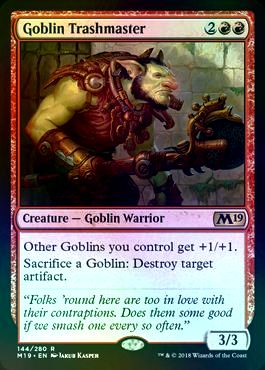 Goblin Trashmaster 2
Creature — Goblin Warrior M19
Other Goblins you control get +1/+1.
Sacrifice a Goblin: Destroy target
artifact.
“Folks ’round here are too in love with
their contraptions. Does them some good
if we smash one every so often.”
3/3
144/280 R
M19 • EN Jakub Kasper ™ & © 2018 Wizards of the Coast